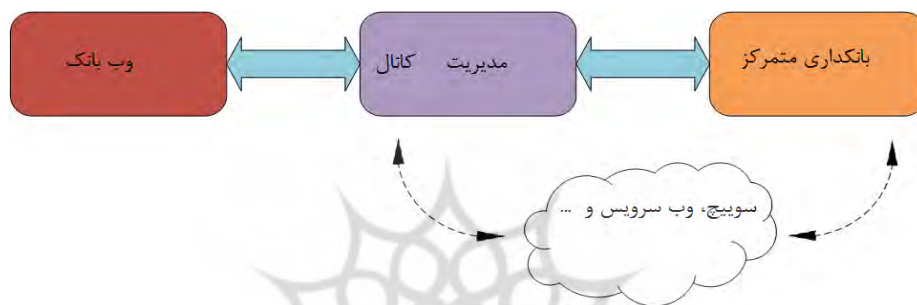 بانکداری متمرکز
مدیریت کانال
وب بانک
سوییچ، وب سرویس و ...